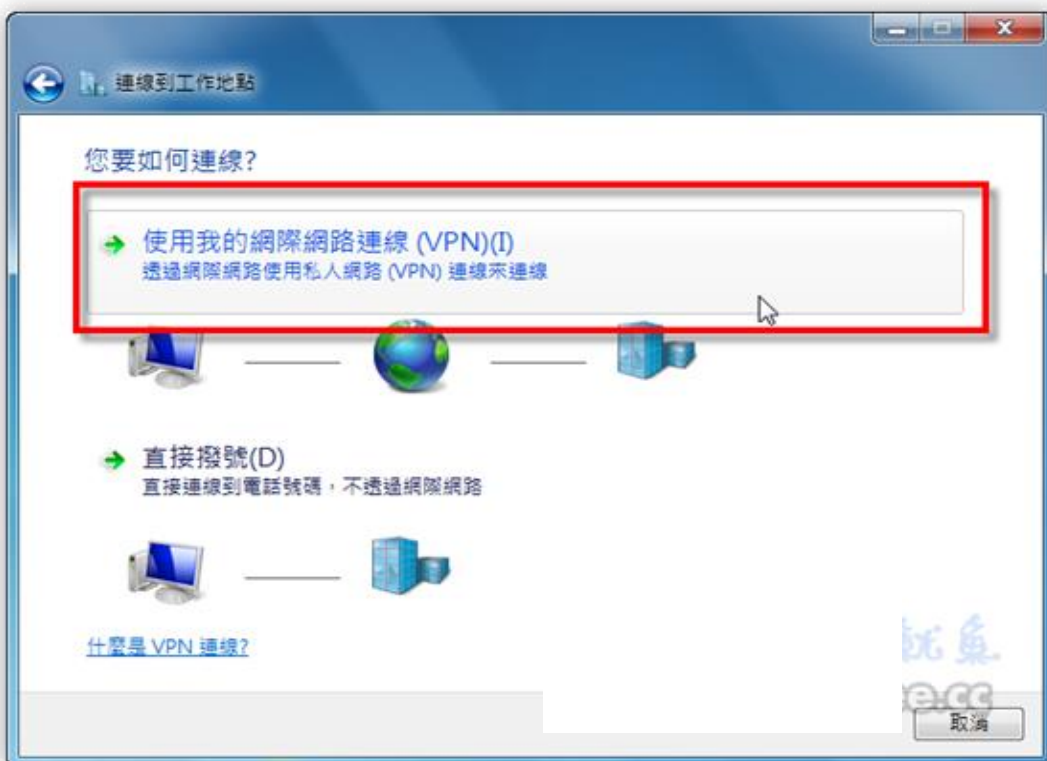 連線到工作地點
您要如何連線?
使用我的網際網路連線 (VPN)(I)
透過網際網路使用私人網路 (VPN) 連線來連線
直接撥號(D)
直接連線到電話號碼，不透過網際網路
什麼是 VPN 連線?
取消